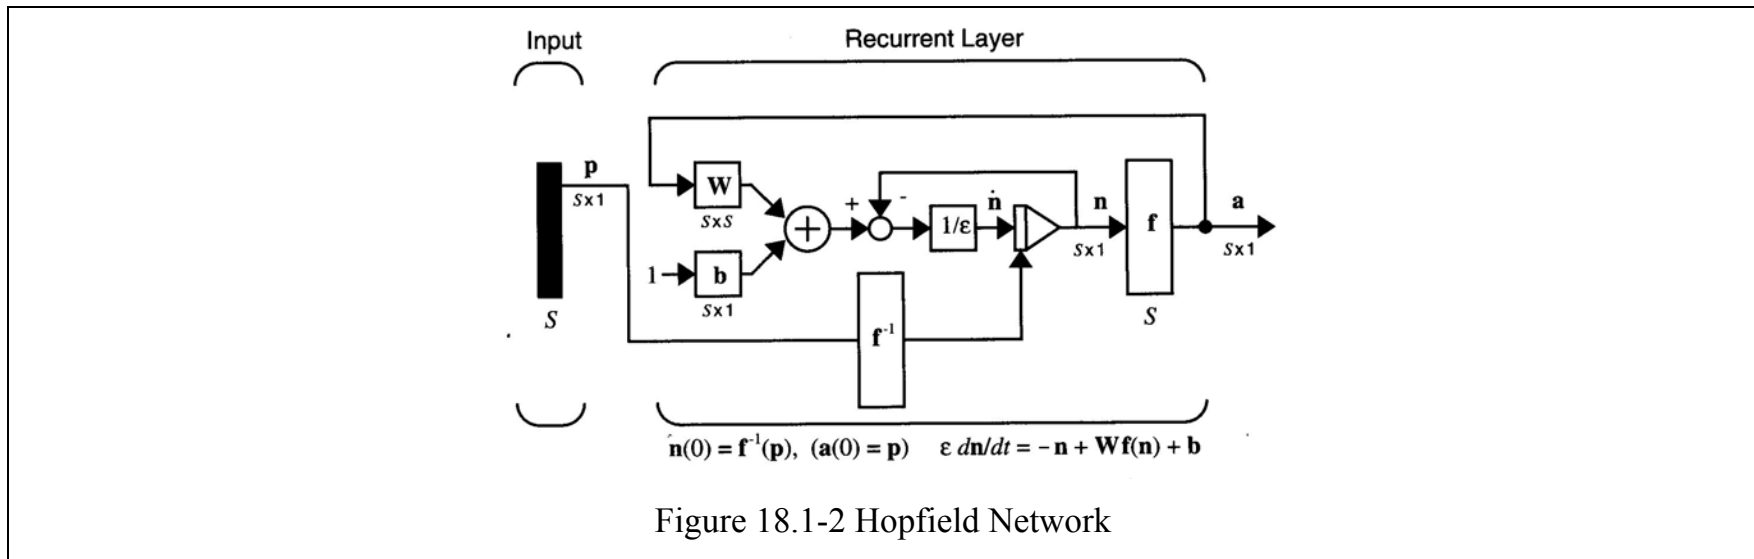 Input
Recurrent Layer
p
Sx1
S
W
SxS
1
b
Sx1
+
+
-
1/ε
ṅ
n
Sx1
f
S
a
Sx1
f⁻¹
n(0) = f⁻¹(p), (a(0) = p) ε dn/dt = − n + Wf(n) + b
Figure 18.1-2 Hopfield Network